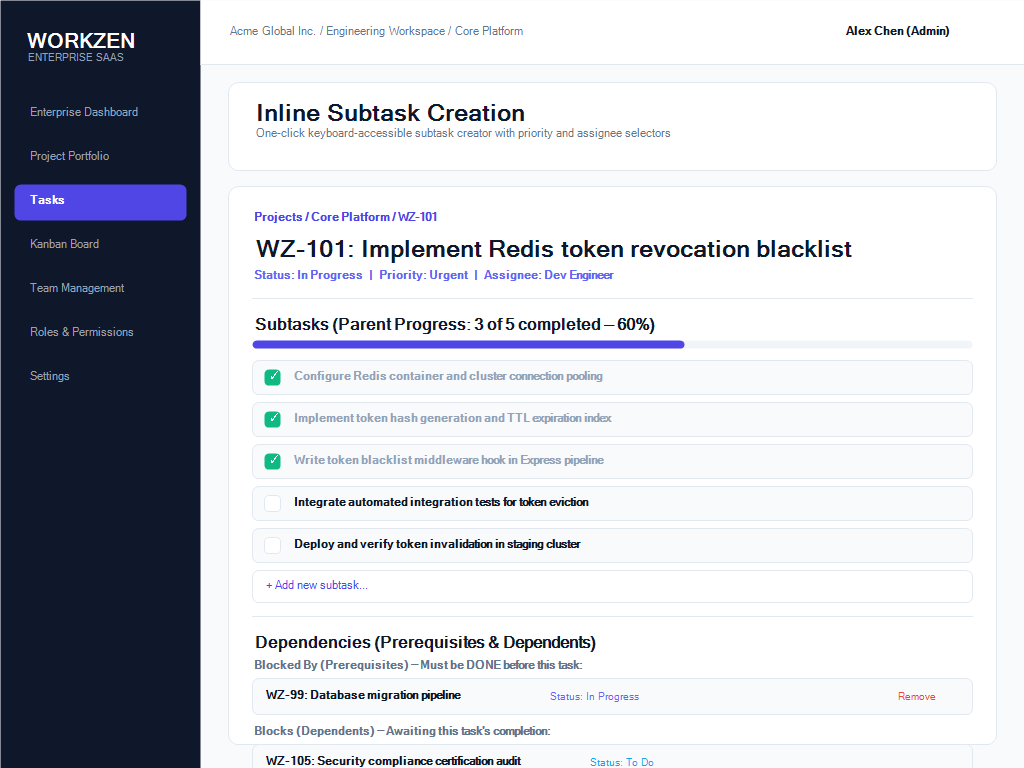 WORKZEN
ENTERPRISE SAAS
Enterprise Dashboard
Project Portfolio
Tasks
Kanban Board
Team Management
Roles & Permissions
Settings
Acme Global Inc. / Engineering Workspace / Core Platform
Alex Chen (Admin)
Inline Subtask Creation
One-click keyboard-accessible subtask creator with priority and assignee selectors
Projects / Core Platform / WZ-101
WZ-101: Implement Redis token revocation blacklist
Status: In Progress | Priority: Urgent | Assignee: Dev Engineer
Subtasks (Parent Progress: 3 of 5 completed — 60%)
Configure Redis container and cluster connection pooling
Implement token hash generation and TTL expiration index
Write token blacklist middleware hook in Express pipeline
Integrate automated integration tests for token eviction
Deploy and verify token invalidation in staging cluster
+ Add new subtask...
Dependencies (Prerequisites & Dependents)
Blocked By (Prerequisites) — Must be DONE before this task:
WZ-99: Database migration pipeline Status: In Progress Remove
Blocks (Dependents) — Awaiting this task's completion:
WZ-105: Security compliance certification audit Status: To Do